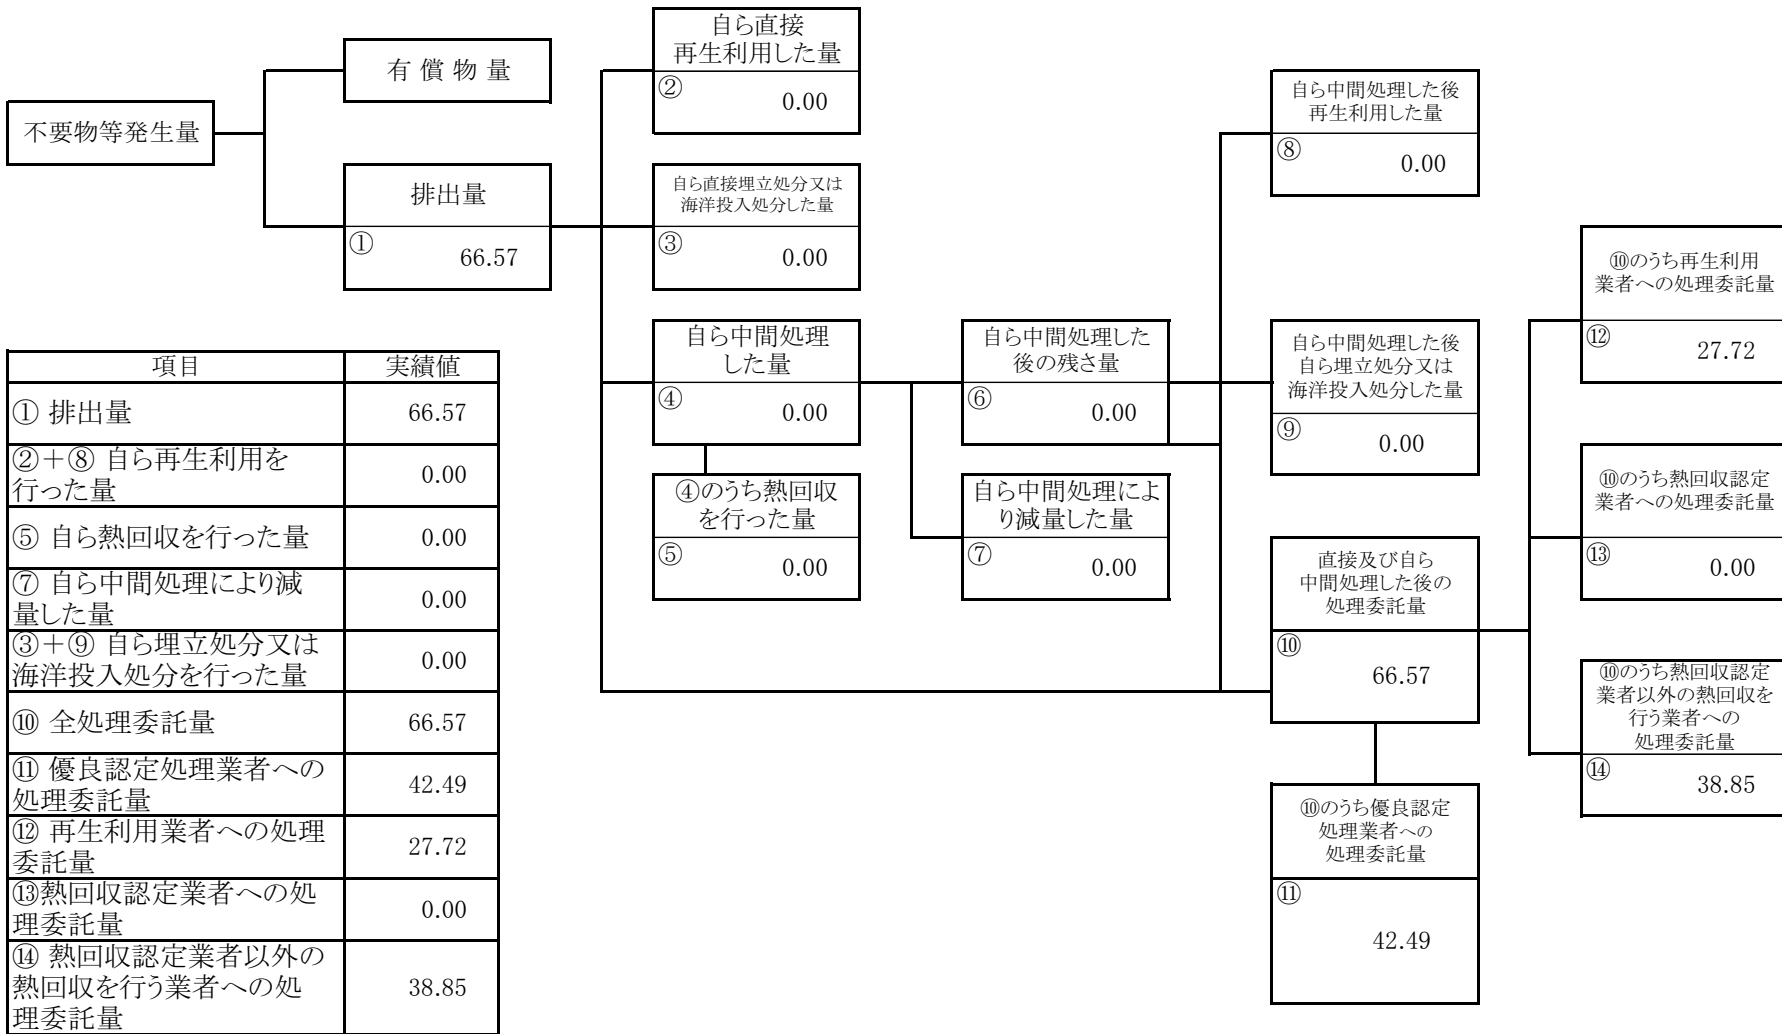 不要物等発生量
有 償 物 量
排出量
①
66.57
自ら直接
再生利用した量
②
0.00
自ら直接埋立処分又は
海洋投入処分した量
③
0.00
自ら中間処理
した量
④
0.00
④のうち熱回収
を行った量
⑤
0.00
自ら中間処理した
後の残さ量
⑥
0.00
自ら中間処理によ
り減量した量
⑦
0.00
自ら中間処理した後
再生利用した量
⑧
0.00
自ら中間処理した後
自ら埋立処分又は
海洋投入処分した量
⑨
0.00
直接及び自ら
中間処理した後の
処理委託量
⑩
66.57
⑩のうち優良認定
処理業者への
処理委託量
⑪
42.49
⑩のうち再生利用
業者への処理委託量
⑫
27.72
⑩のうち熱回収認定
業者への処理委託量
⑬
0.00
⑩のうち熱回収認定
業者以外の熱回収を
行う業者への
処理委託量
⑭
38.85
項目 実績値
① 排出量 66.57
②＋⑧ 自ら再生利用を
行った量 0.00
⑤ 自ら熱回収を行った量 0.00
⑦ 自ら中間処理により減
量した量 0.00
③＋⑨ 自ら埋立処分又は
海洋投入処分を行った量 0.00
⑩ 全処理委託量 66.57
⑪ 優良認定処理業者への
処理委託量 42.49
⑫ 再生利用業者への処理
委託量 27.72
⑬熱回収認定業者への処
理委託量 0.00
⑭ 熱回収認定業者以外の
熱回収を行う業者への処
理委託量 38.85